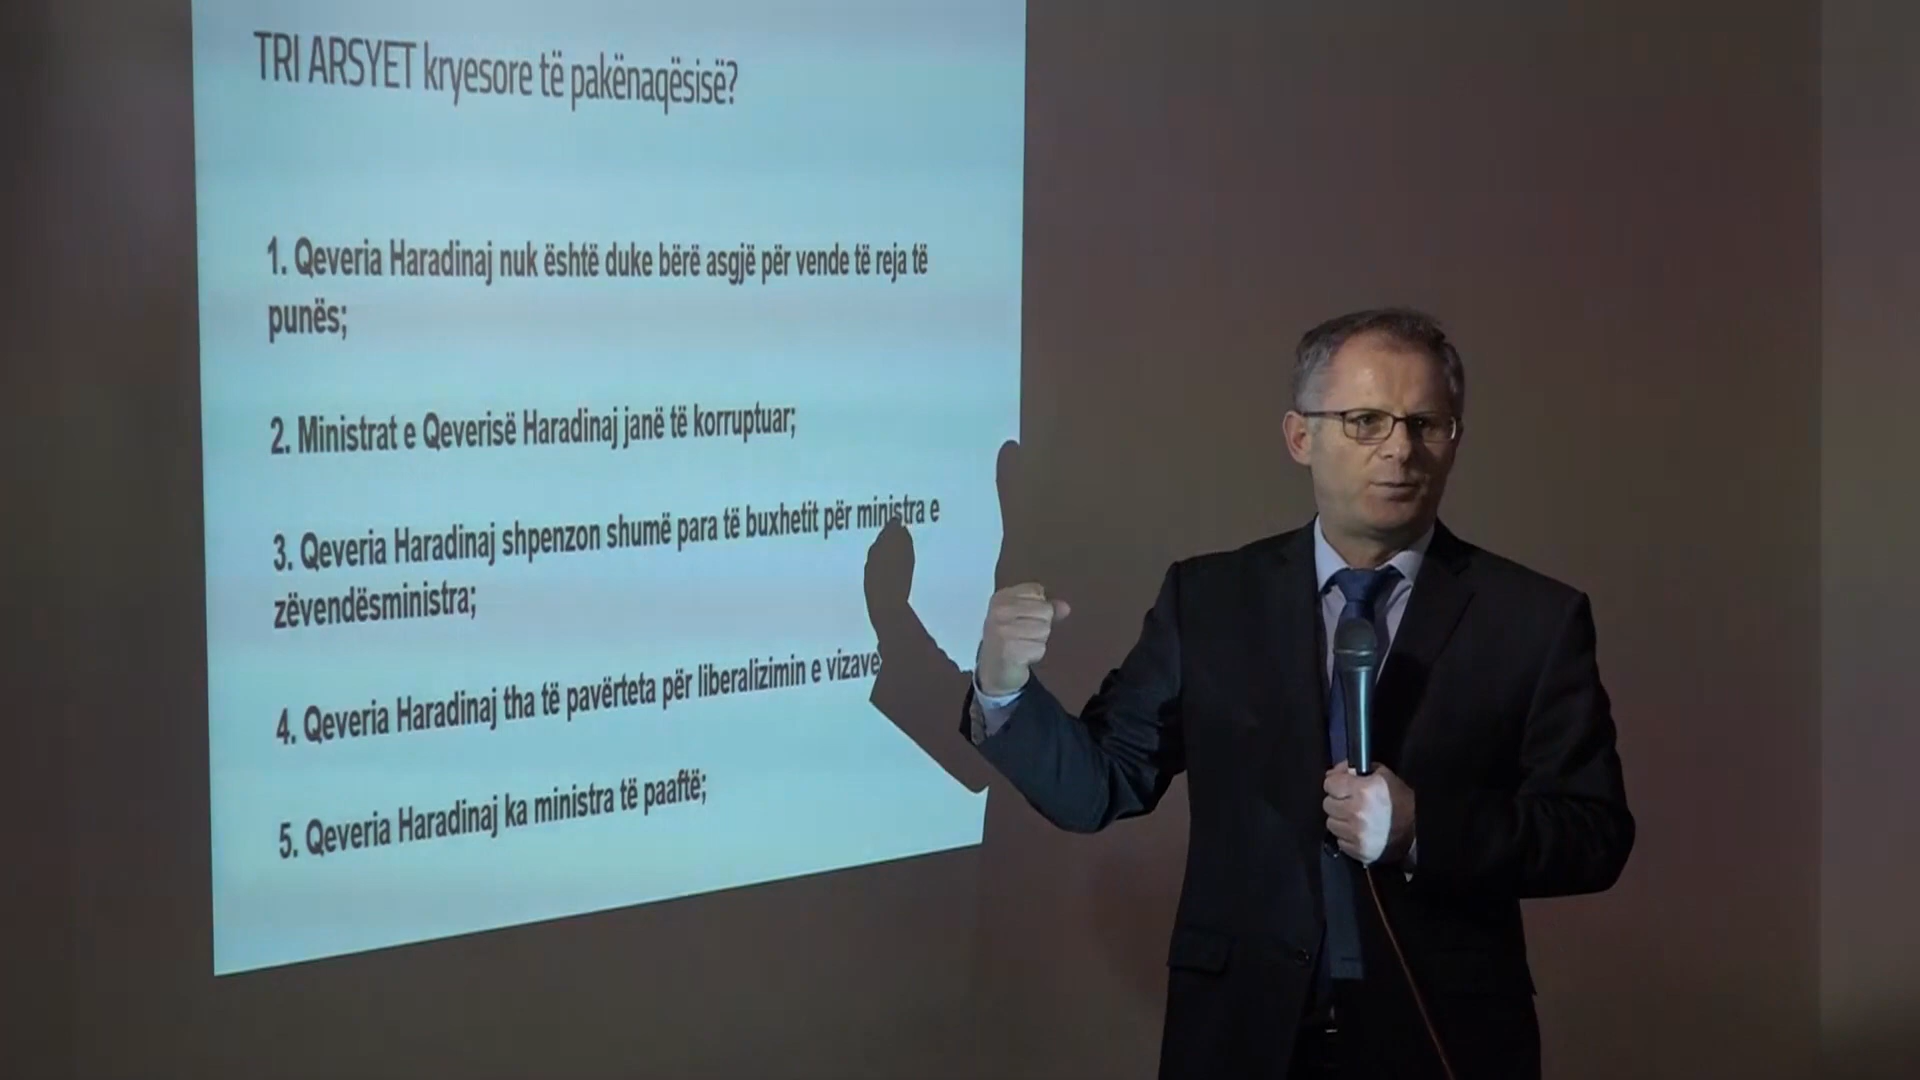 TRI ARSYET kryesore të pakënaqësisë?
1. Qeveria Haradinaj nuk është duke bërë asgjë për vende të reja të
punës;
2. Ministrat e Qeverisë Haradinaj janë të korruptuar;
3. Qeveria Haradinaj shpenzon shumë para të buxhetit për ministra e
zëvendësministra;
4. Qeveria Haradinaj tha të pavërteta për liberalizimin e vizave
5. Qeveria Haradinaj ka ministra të paaftë;